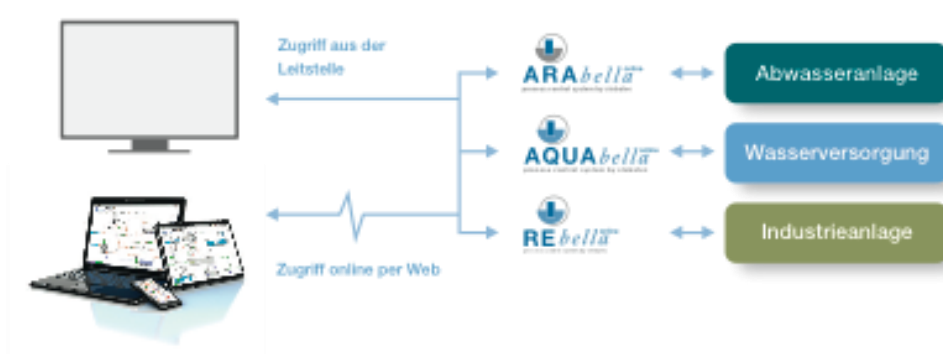 Zugriff aus der
Leitstelle
ARAbella
Abwasseranlage
AQUAbella
Wasserversorgung
REbella
Industrieanlage
Zugriff online per Web